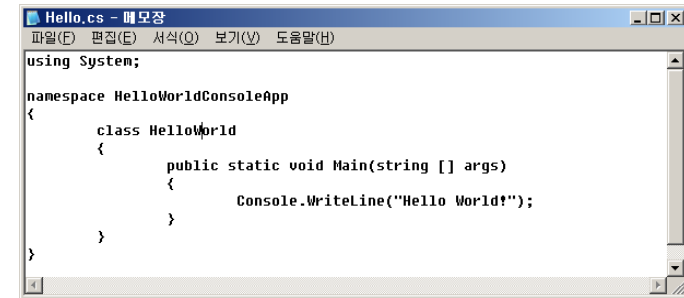 Hello.cs - 메모장
파일(F) 편집(E) 서식(O) 보기(V) 도움말(H)
using System;
namespace HelloWorldConsoleApp
{
class HelloWorld
{
public static void Main(string [] args)
{
Console.WriteLine("Hello World!");
}
}
}